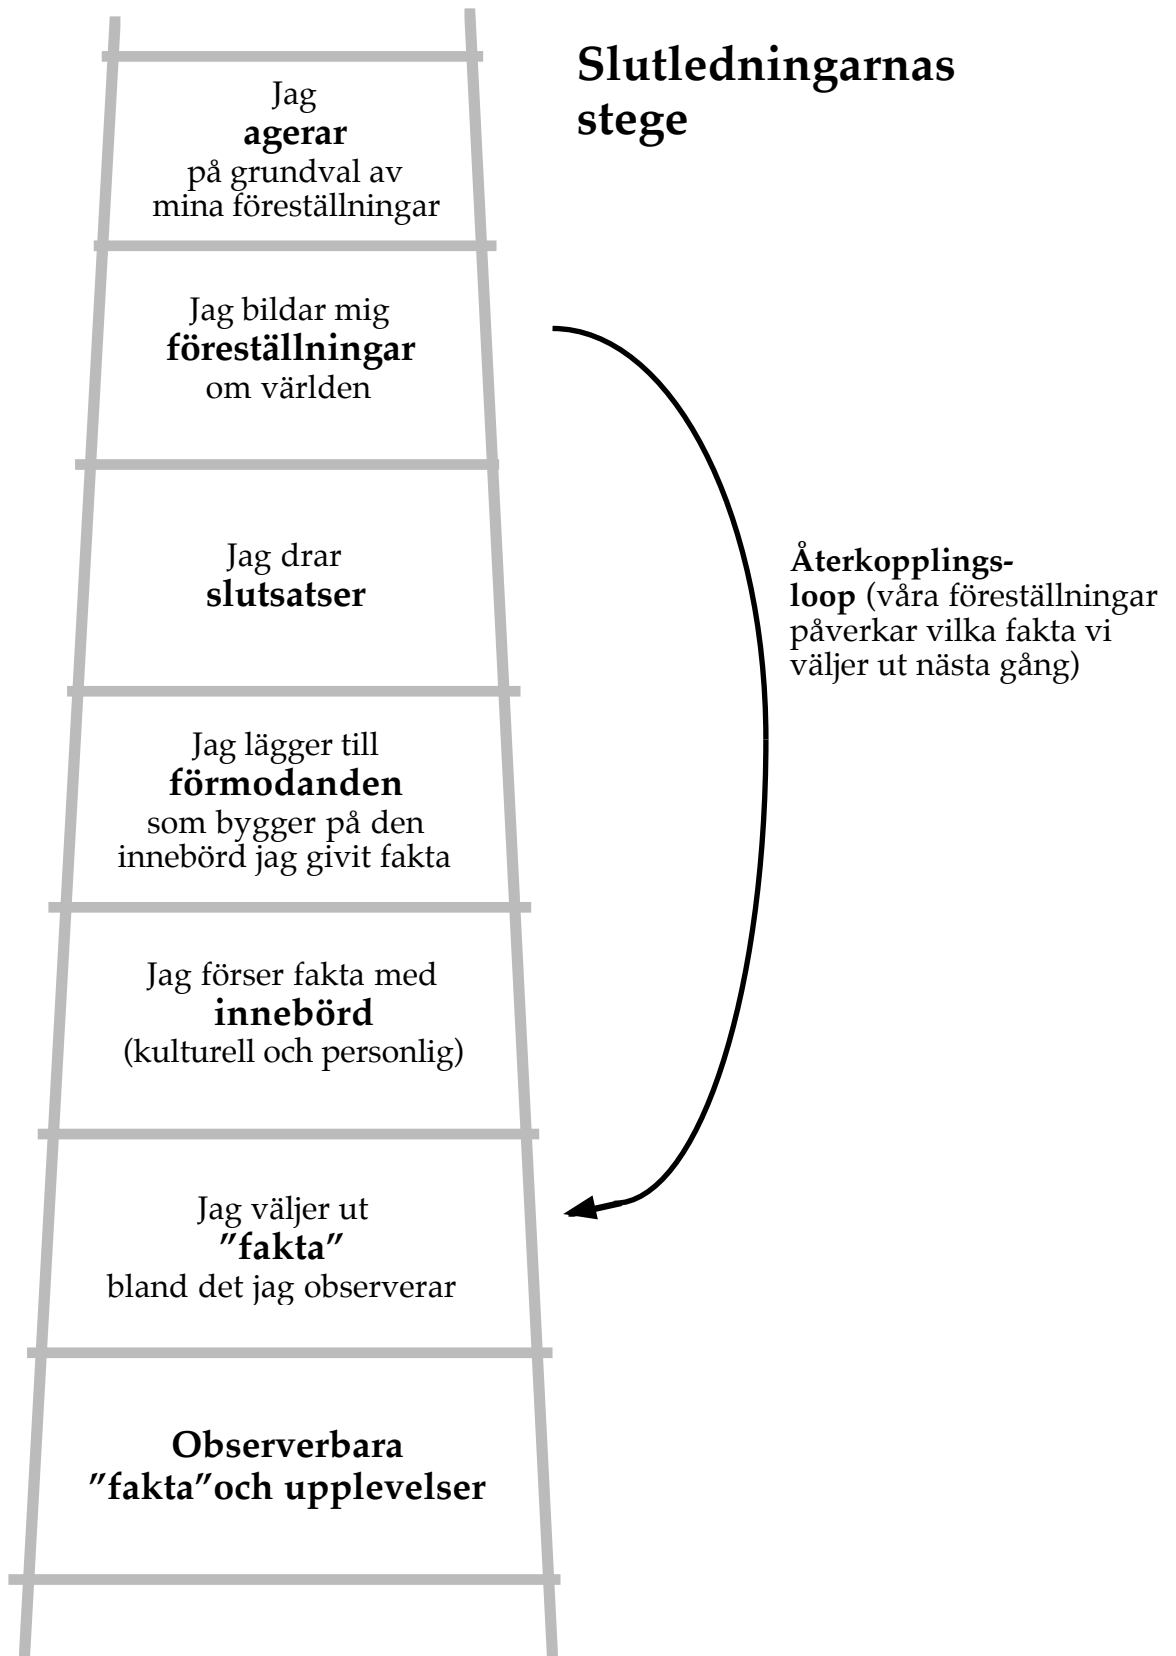 Slutledningarnas
stege
Jag
agerar
på grundval av
mina föreställningar
Jag bildar mig
föreställningar
om världen
Jag drar
slutsatser
Återkopplings-
loop (våra föreställningar
påverkar vilka fakta vi
väljer ut nästa gång)
Jag lägger till
förmodanden
som bygger på den
innebörd jag givit fakta
Jag förser fakta med
innebörd
(kulturell och personlig)
Jag väljer ut
”fakta”
bland det jag observerar
Observerbara
”fakta”och upplevelser